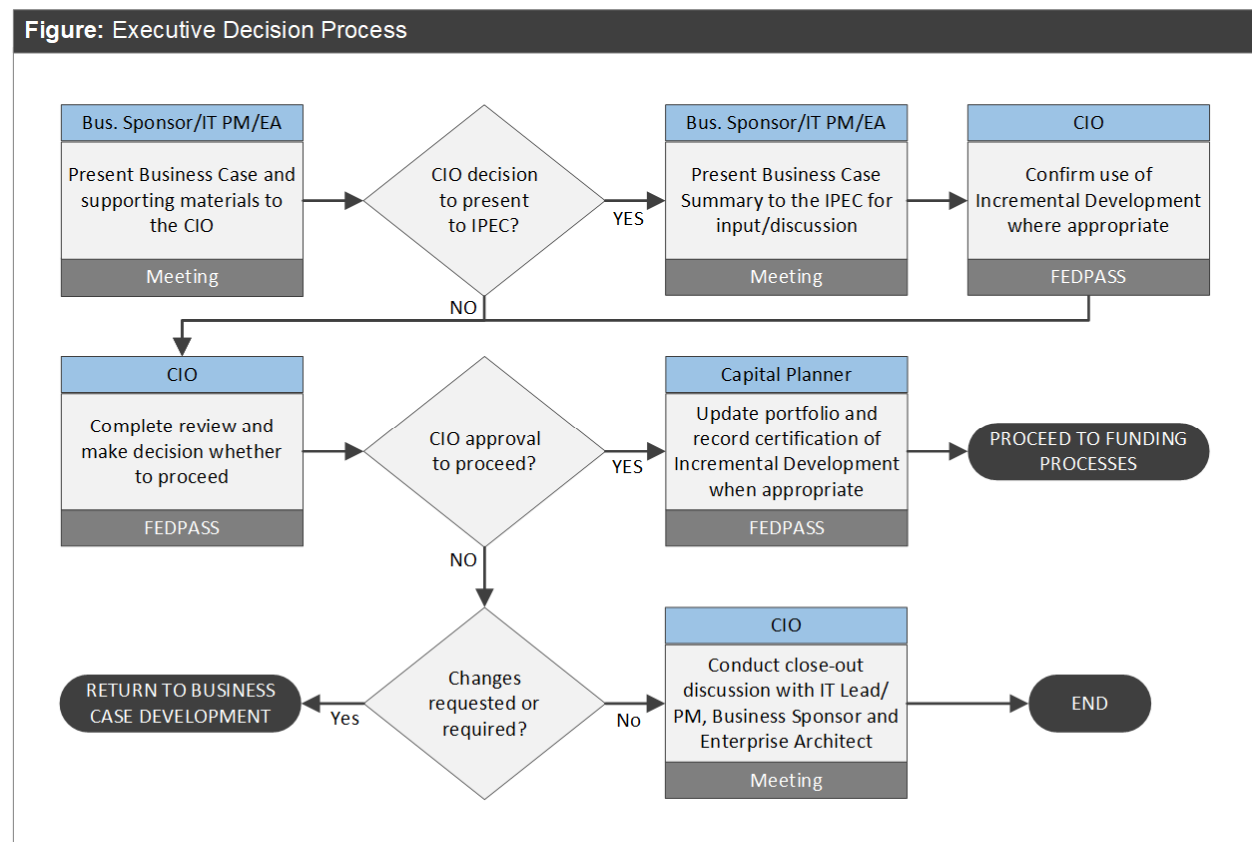 Figure: Executive Decision Process
Bus. Sponsor/IT PM/EA
Present Business Case and
supporting materials to
the CIO
Meeting
CIO decision
to present
to IPEC?
YES
NO
Bus. Sponsor/IT PM/EA
Present Business Case
Summary to the IPEC for
input/discussion
Meeting
CIO
Confirm use of
Incremental Development
where appropriate
FEDPASS
CIO
Complete review and
make decision whether
to proceed
FEDPASS
CIO approval
to proceed?
YES
NO
Capital Planner
Update portfolio and
record certification of
Incremental Development
when appropriate
FEDPASS
PROCEED TO FUNDING
PROCESSES
RETURN TO BUSINESS
CASE DEVELOPMENT
Yes
Changes
requested or
required?
No
CIO
Conduct close-out
discussion with IT Lead/
PM, Business Sponsor and
Enterprise Architect
Meeting
END